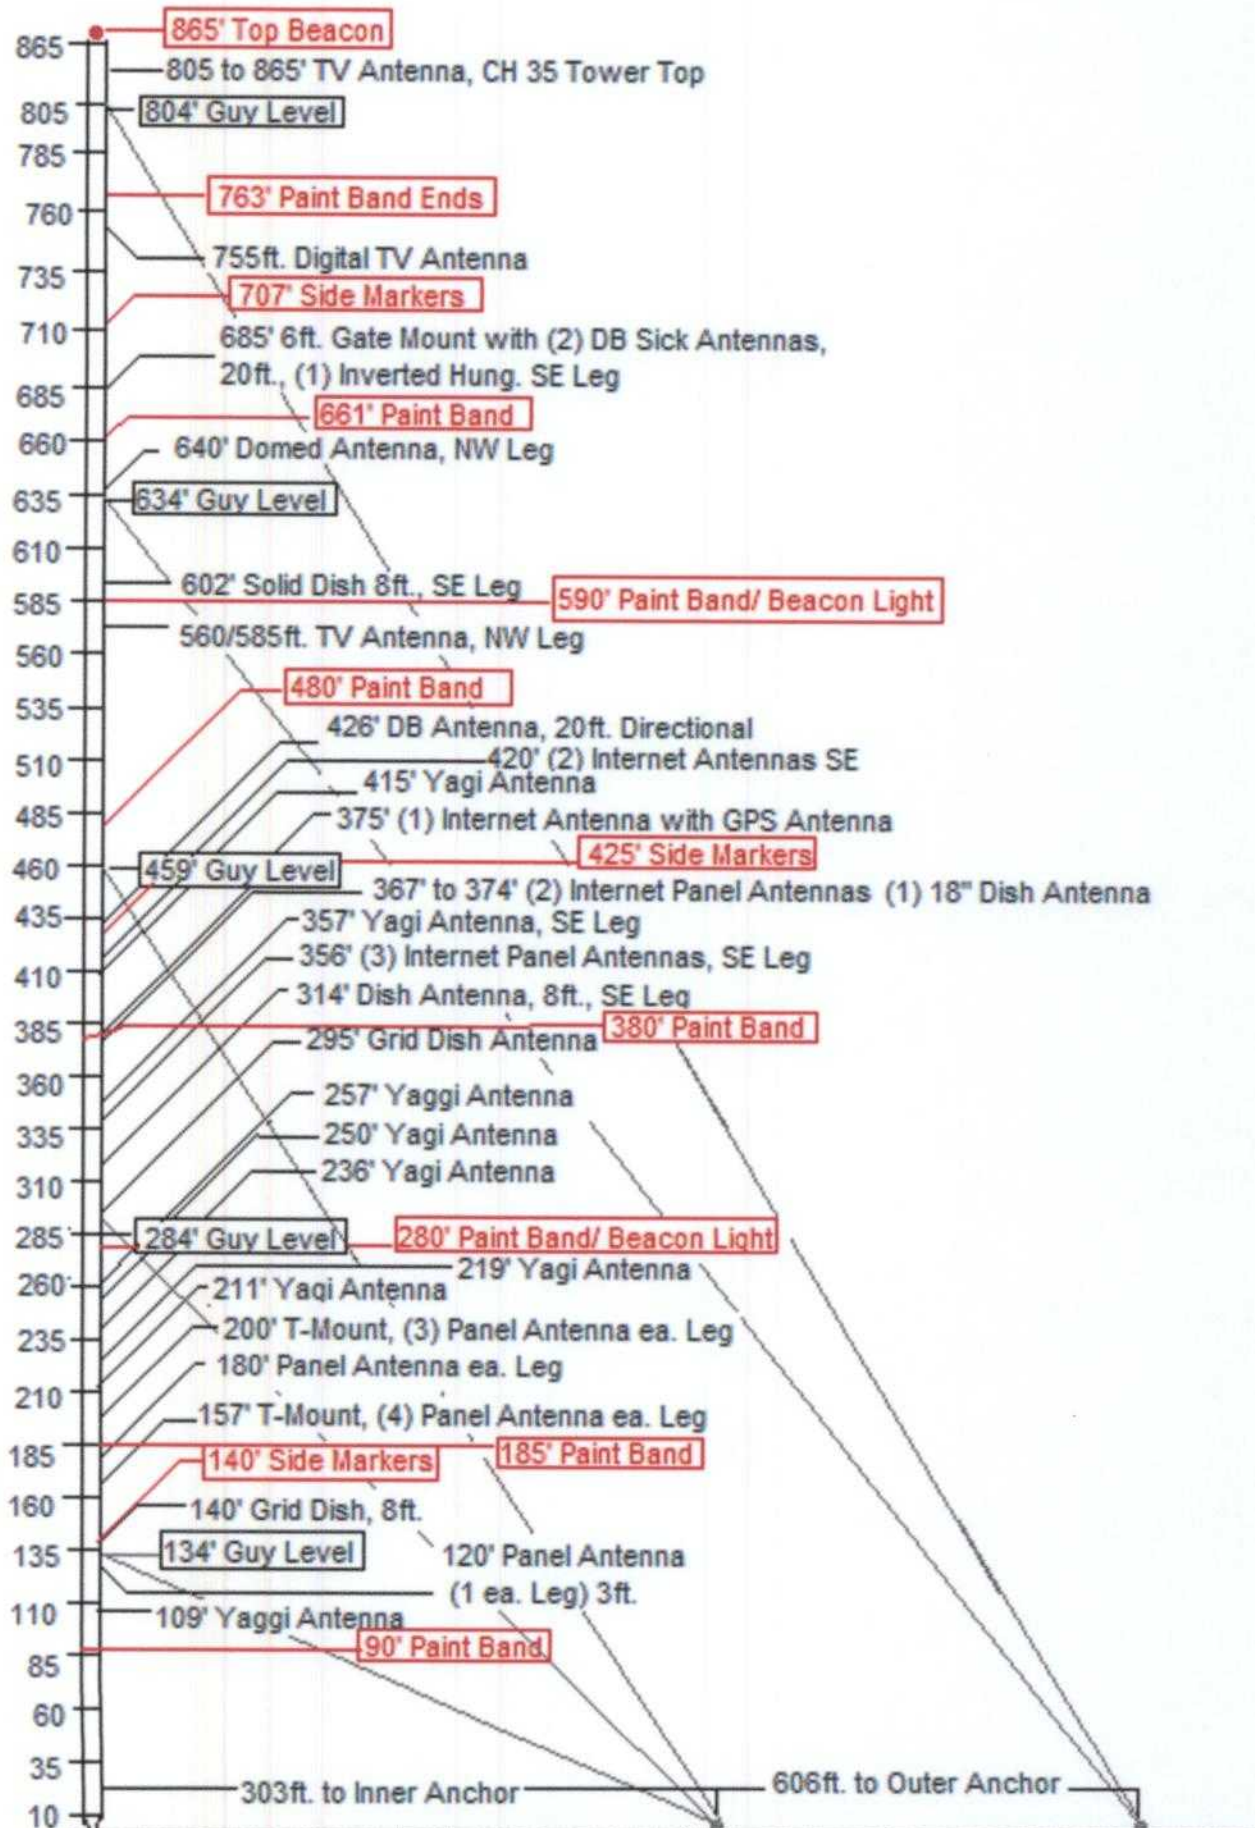 865' Top Beacon
865
805 to 865' TV Antenna, CH 35 Tower Top
805
804' Guy Level
785
763' Paint Band Ends
760
755ft. Digital TV Antenna
735
707' Side Markers
710
685' 6ft. Gate Mount with (2) DB Sick Antennas,
20ft., (1) Inverted Hung. SE Leg
685
661' Paint Band
660
640' Domed Antenna, NW Leg
635
634' Guy Level
610
602' Solid Dish 8ft., SE Leg
585
590' Paint Band/ Beacon Light
560/585ft. TV Antenna, NW Leg
560
480' Paint Band
535
426' DB Antenna, 20ft. Directional
510
420' (2) Internet Antennas SE
415' Yagi Antenna
485
375' (1) Internet Antenna with GPS Antenna
425' Side Markers
460
459' Guy Level
367' to 374' (2) Internet Panel Antennas (1) 18" Dish Antenna
435
357' Yagi Antenna, SE Leg
356' (3) Internet Panel Antennas, SE Leg
410
314' Dish Antenna, 8ft., SE Leg
385
380' Paint Band
295' Grid Dish Antenna
360
257' Yaggi Antenna
335
250' Yagi Antenna
236' Yagi Antenna
310
285
284' Guy Level
280' Paint Band/ Beacon Light
219' Yagi Antenna
260
211' Yagi Antenna
235
200' T-Mount, (3) Panel Antenna ea. Leg
180' Panel Antenna ea. Leg
210
157' T-Mount, (4) Panel Antenna ea. Leg
185
185' Paint Band
140' Side Markers
160
140' Grid Dish, 8ft.
135
134' Guy Level
120' Panel Antenna
(1 ea. Leg) 3ft.
110
109' Yaggi Antenna
90' Paint Band
85
60
35
303ft. to Inner Anchor
606ft. to Outer Anchor
10